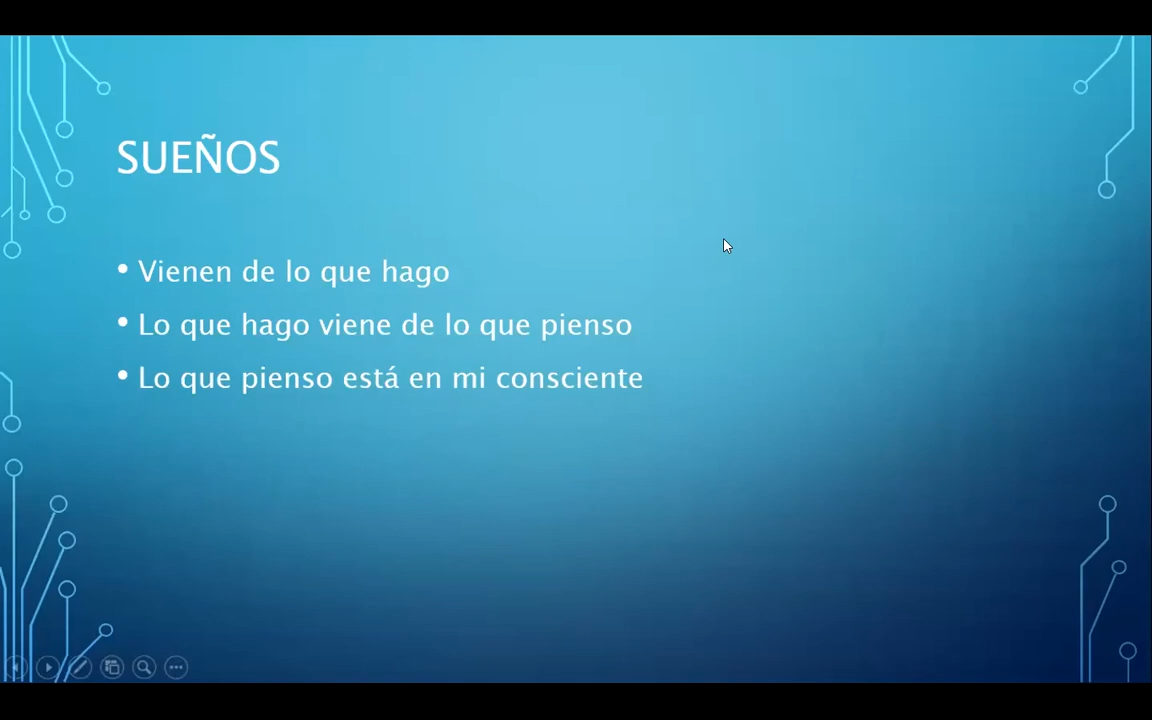 SUEÑOS
• Vienen de lo que hago
• Lo que hago viene de lo que pienso
• Lo que pienso está en mi consciente